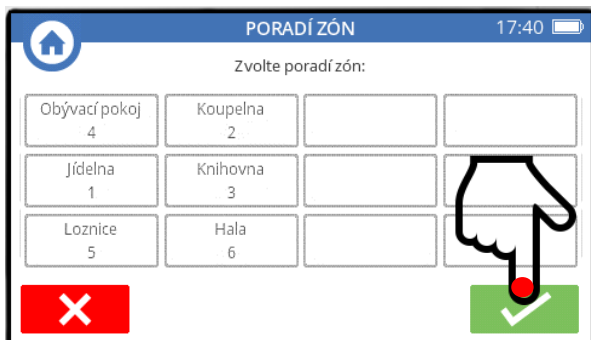 PORADÍ ZÓN 17:40
Zvolte poradí zón:
Obývací pokoj Koupelna
4 2
Jídelna Knihovna
1 3
Loznice Hala
5 6